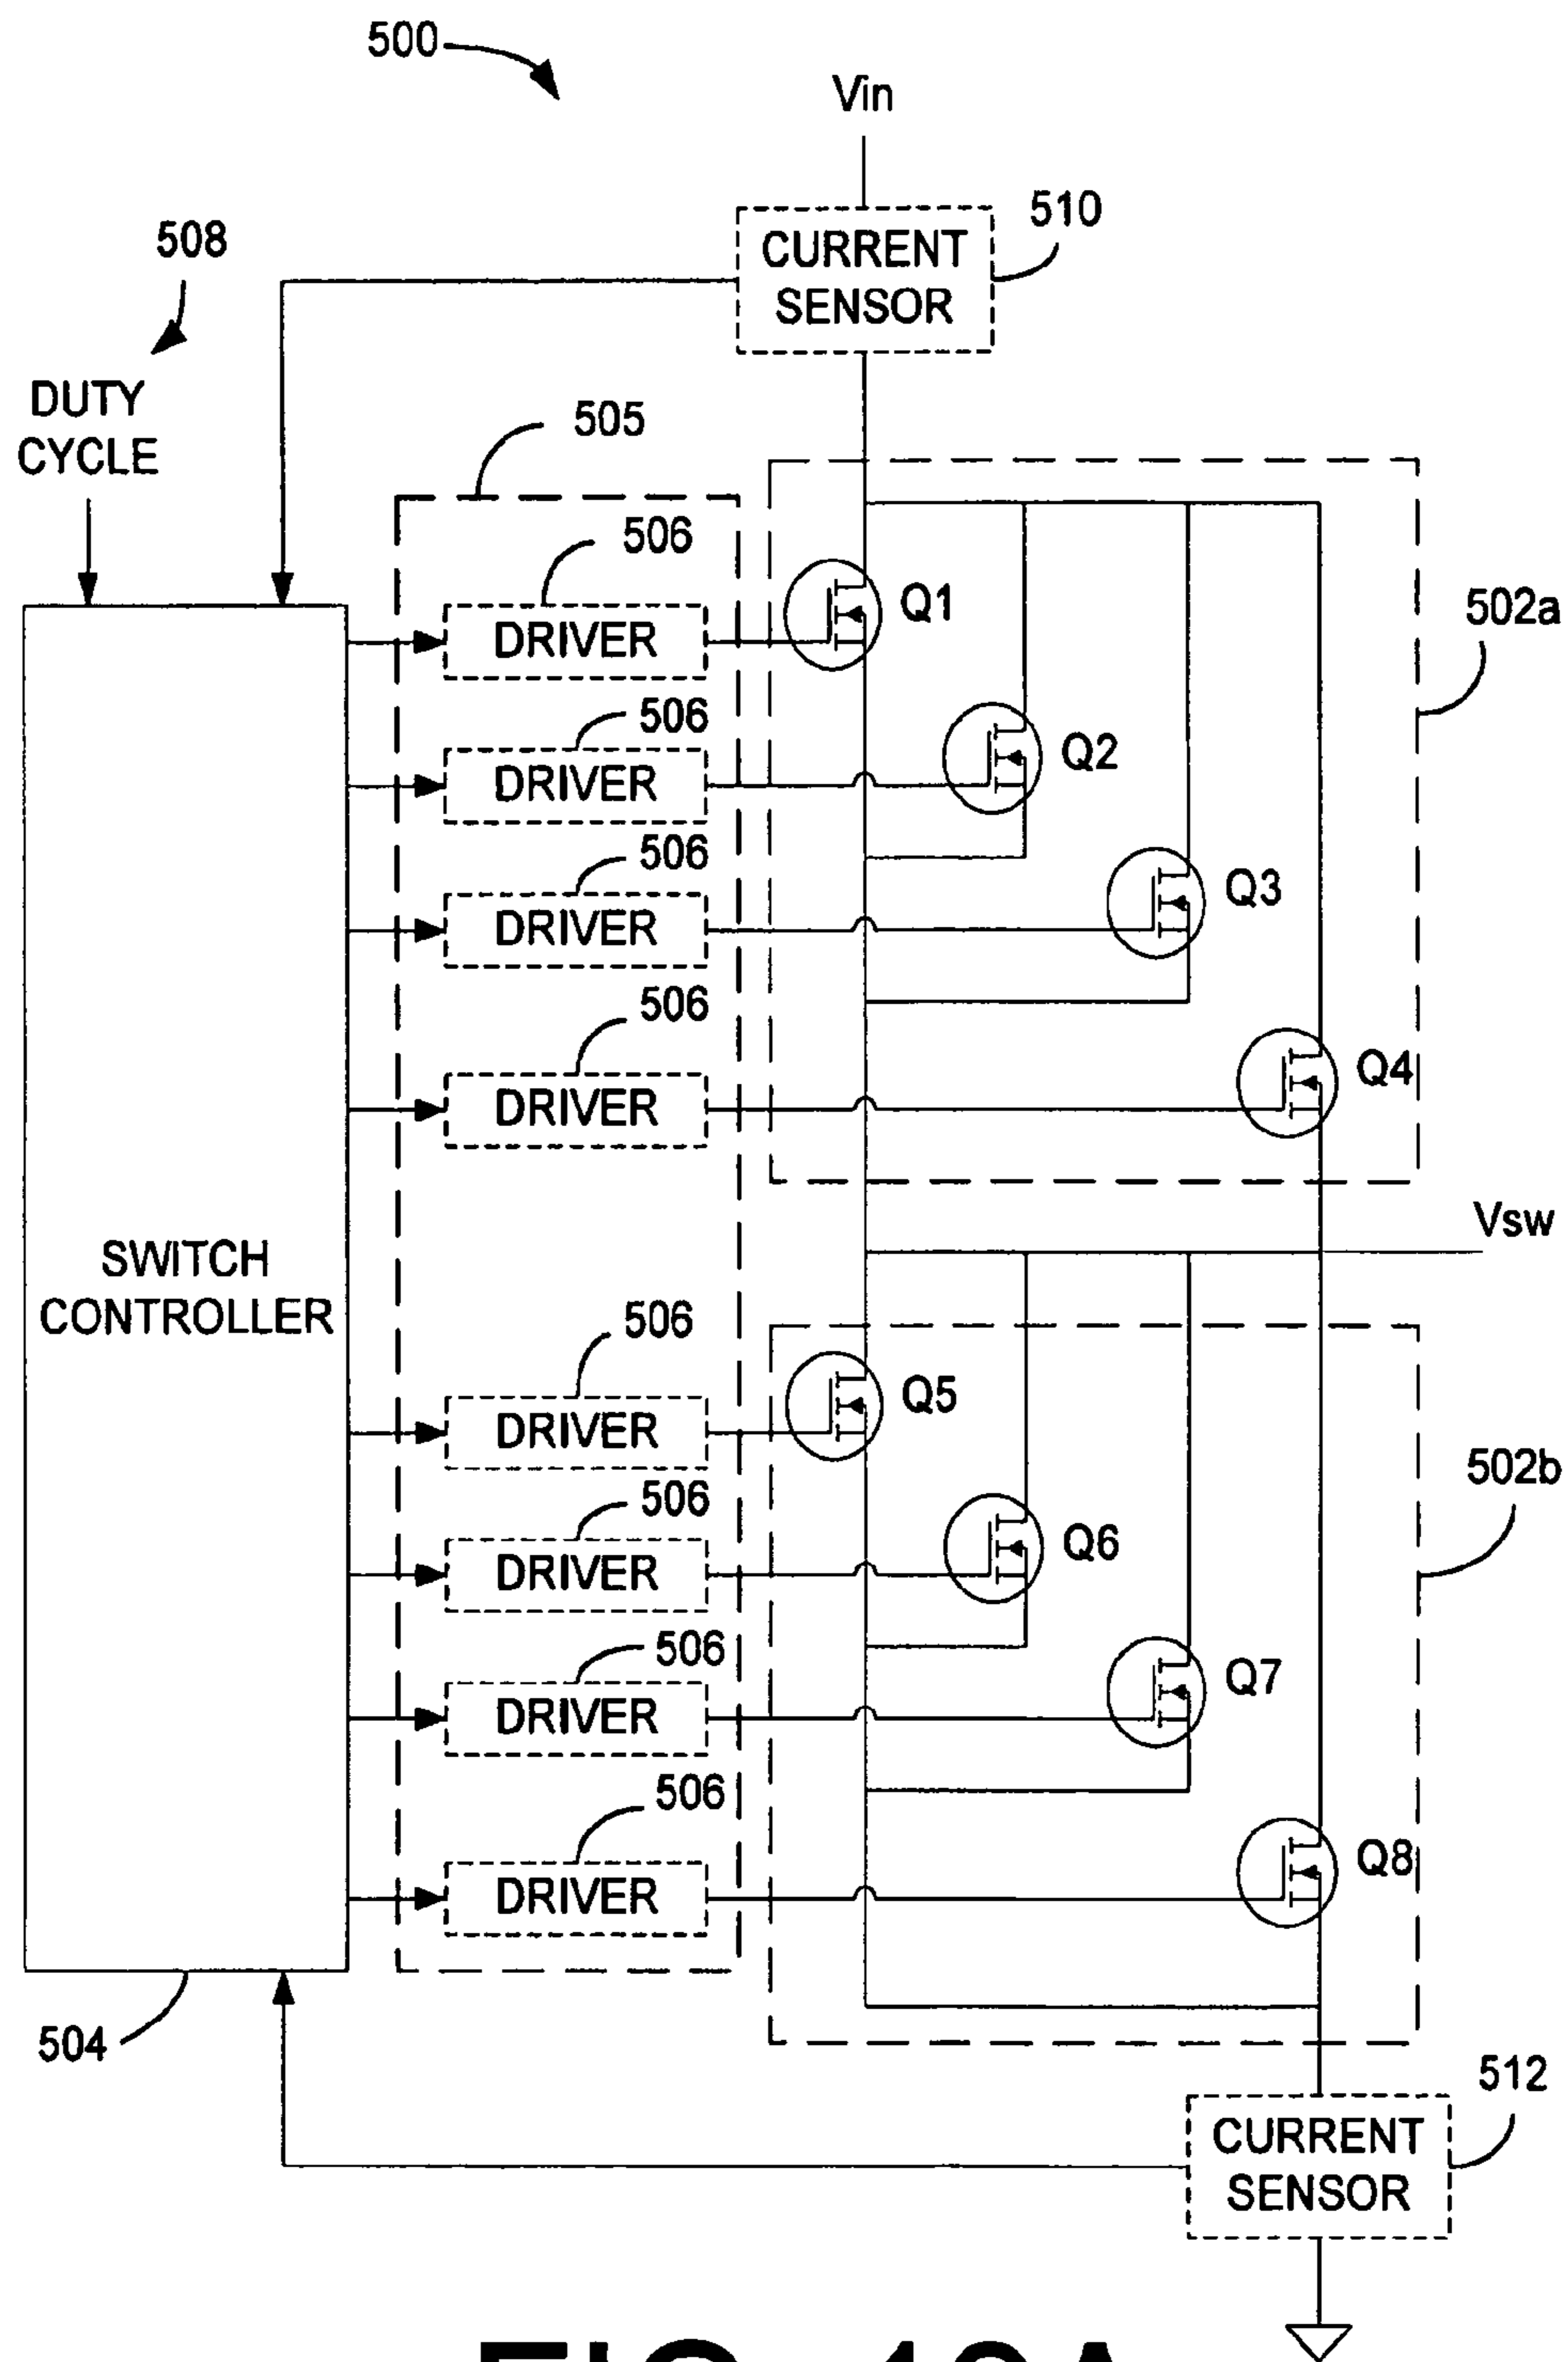 500
Vin
510
CURRENT
SENSOR
508
DUTY
CYCLE
505
506
DRIVER
Q1
502a
506
DRIVER
Q2
506
DRIVER
Q3
506
DRIVER
Q4
Vsw
SWITCH
CONTROLLER
506
DRIVER
Q5
502b
506
DRIVER
Q6
506
DRIVER
Q7
506
DRIVER
Q8
504
512
CURRENT
SENSOR